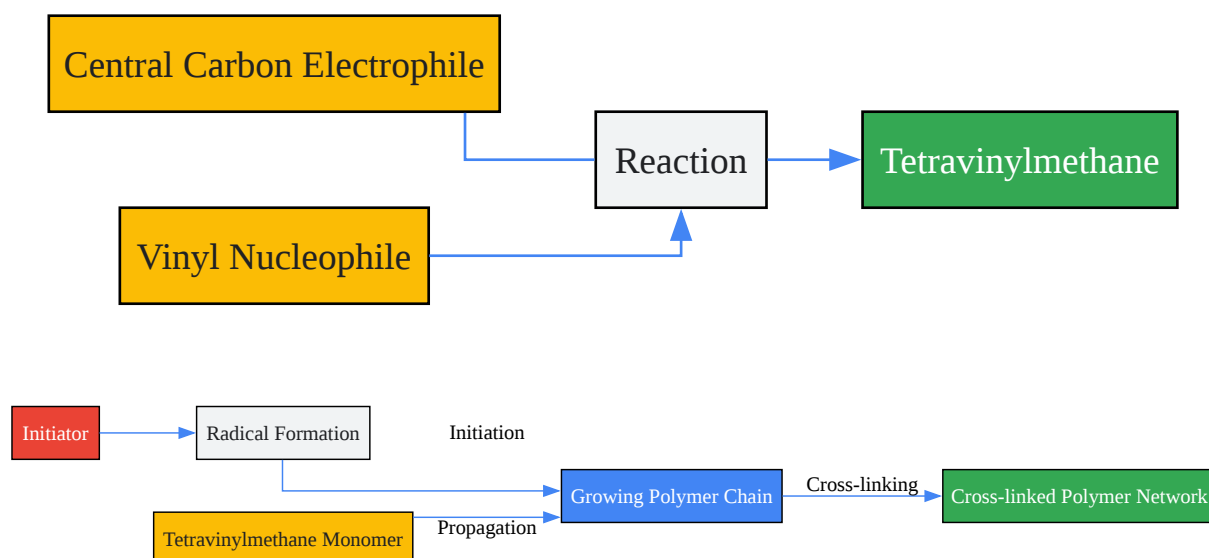 Central Carbon Electrophile
Reaction
Tetravinylmethane
Vinyl Nucleophile
Initiator
Radical Formation
Initiation
Growing Polymer Chain
Cross-linking
Cross-linked Polymer Network
Tetravinylmethane Monomer
Propagation